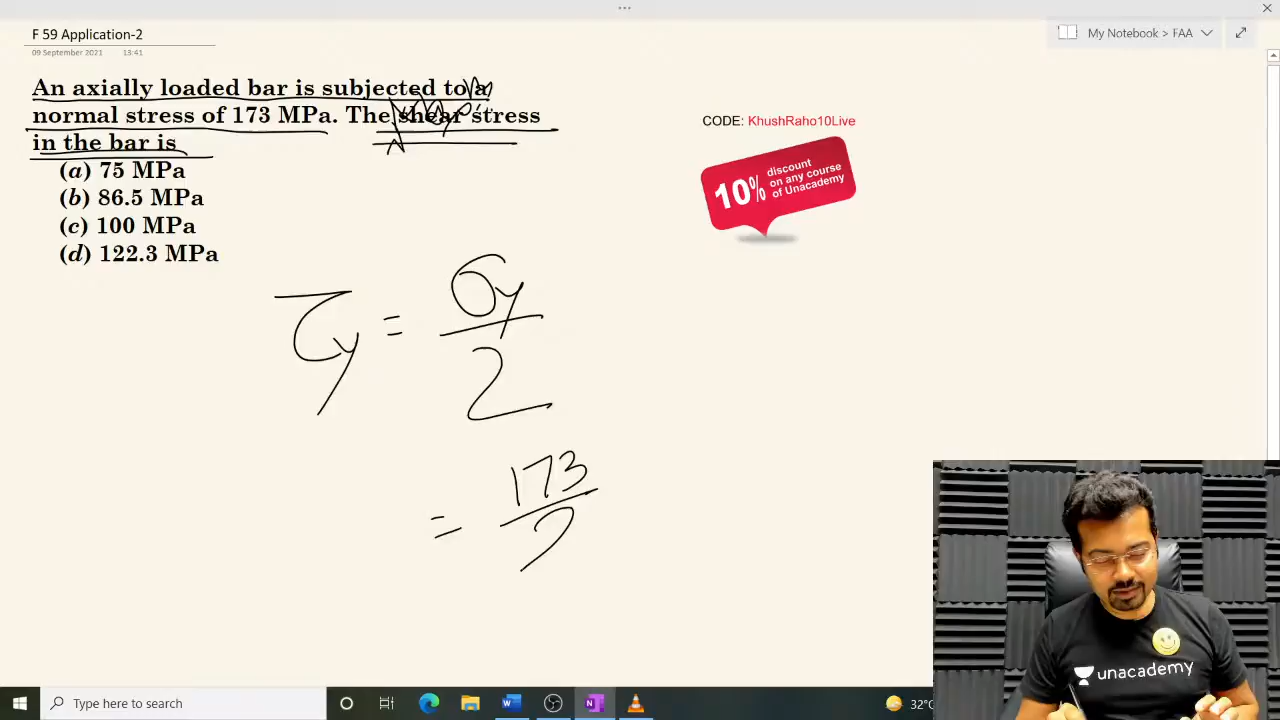 F 59 Application-2
09 September 2021 13:41
My Notebook > FAA
An axially loaded bar is subjected to a
normal stress of 173 MPa. The shear stress
in the bar is
(a) 75 MPa
(b) 86.5 MPa
(c) 100 MPa
(d) 122.3 MPa
CODE: KhushRaho10Live
10% discount
on any course
of Unacademy
τy = σy
2
= 173
2
unacademy
Type here to search
32°